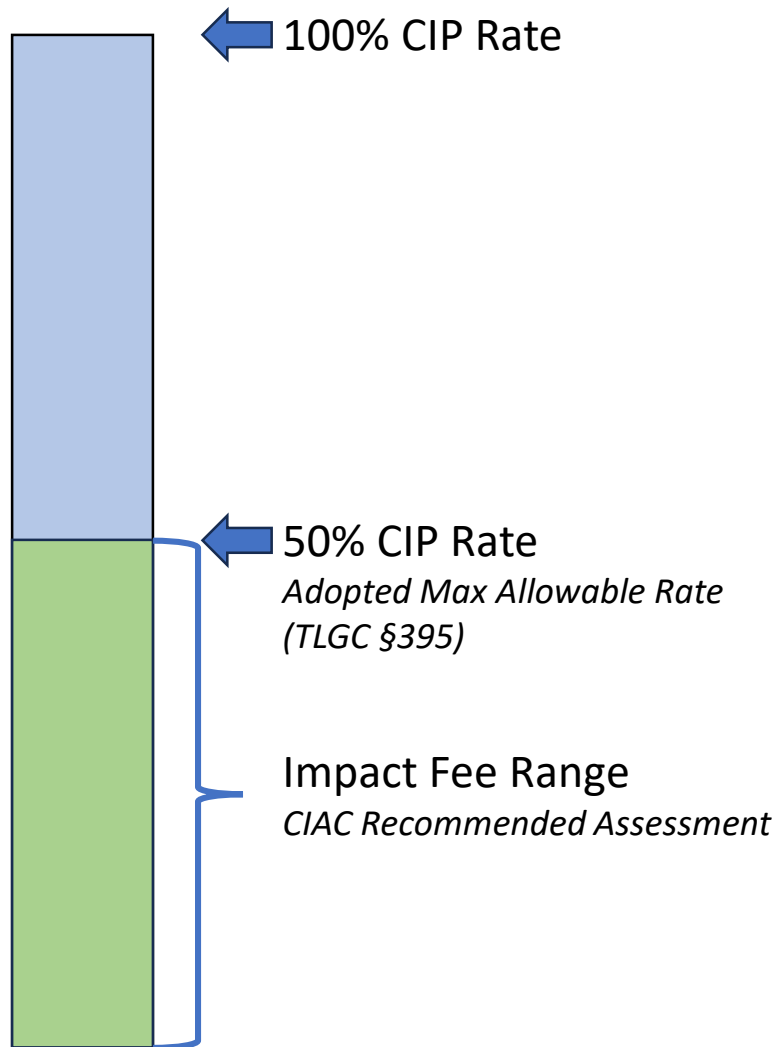 100% CIP Rate
50% CIP Rate
Adopted Max Allowable Rate
(TLGC §395)
Impact Fee Range
CIAC Recommended Assessment